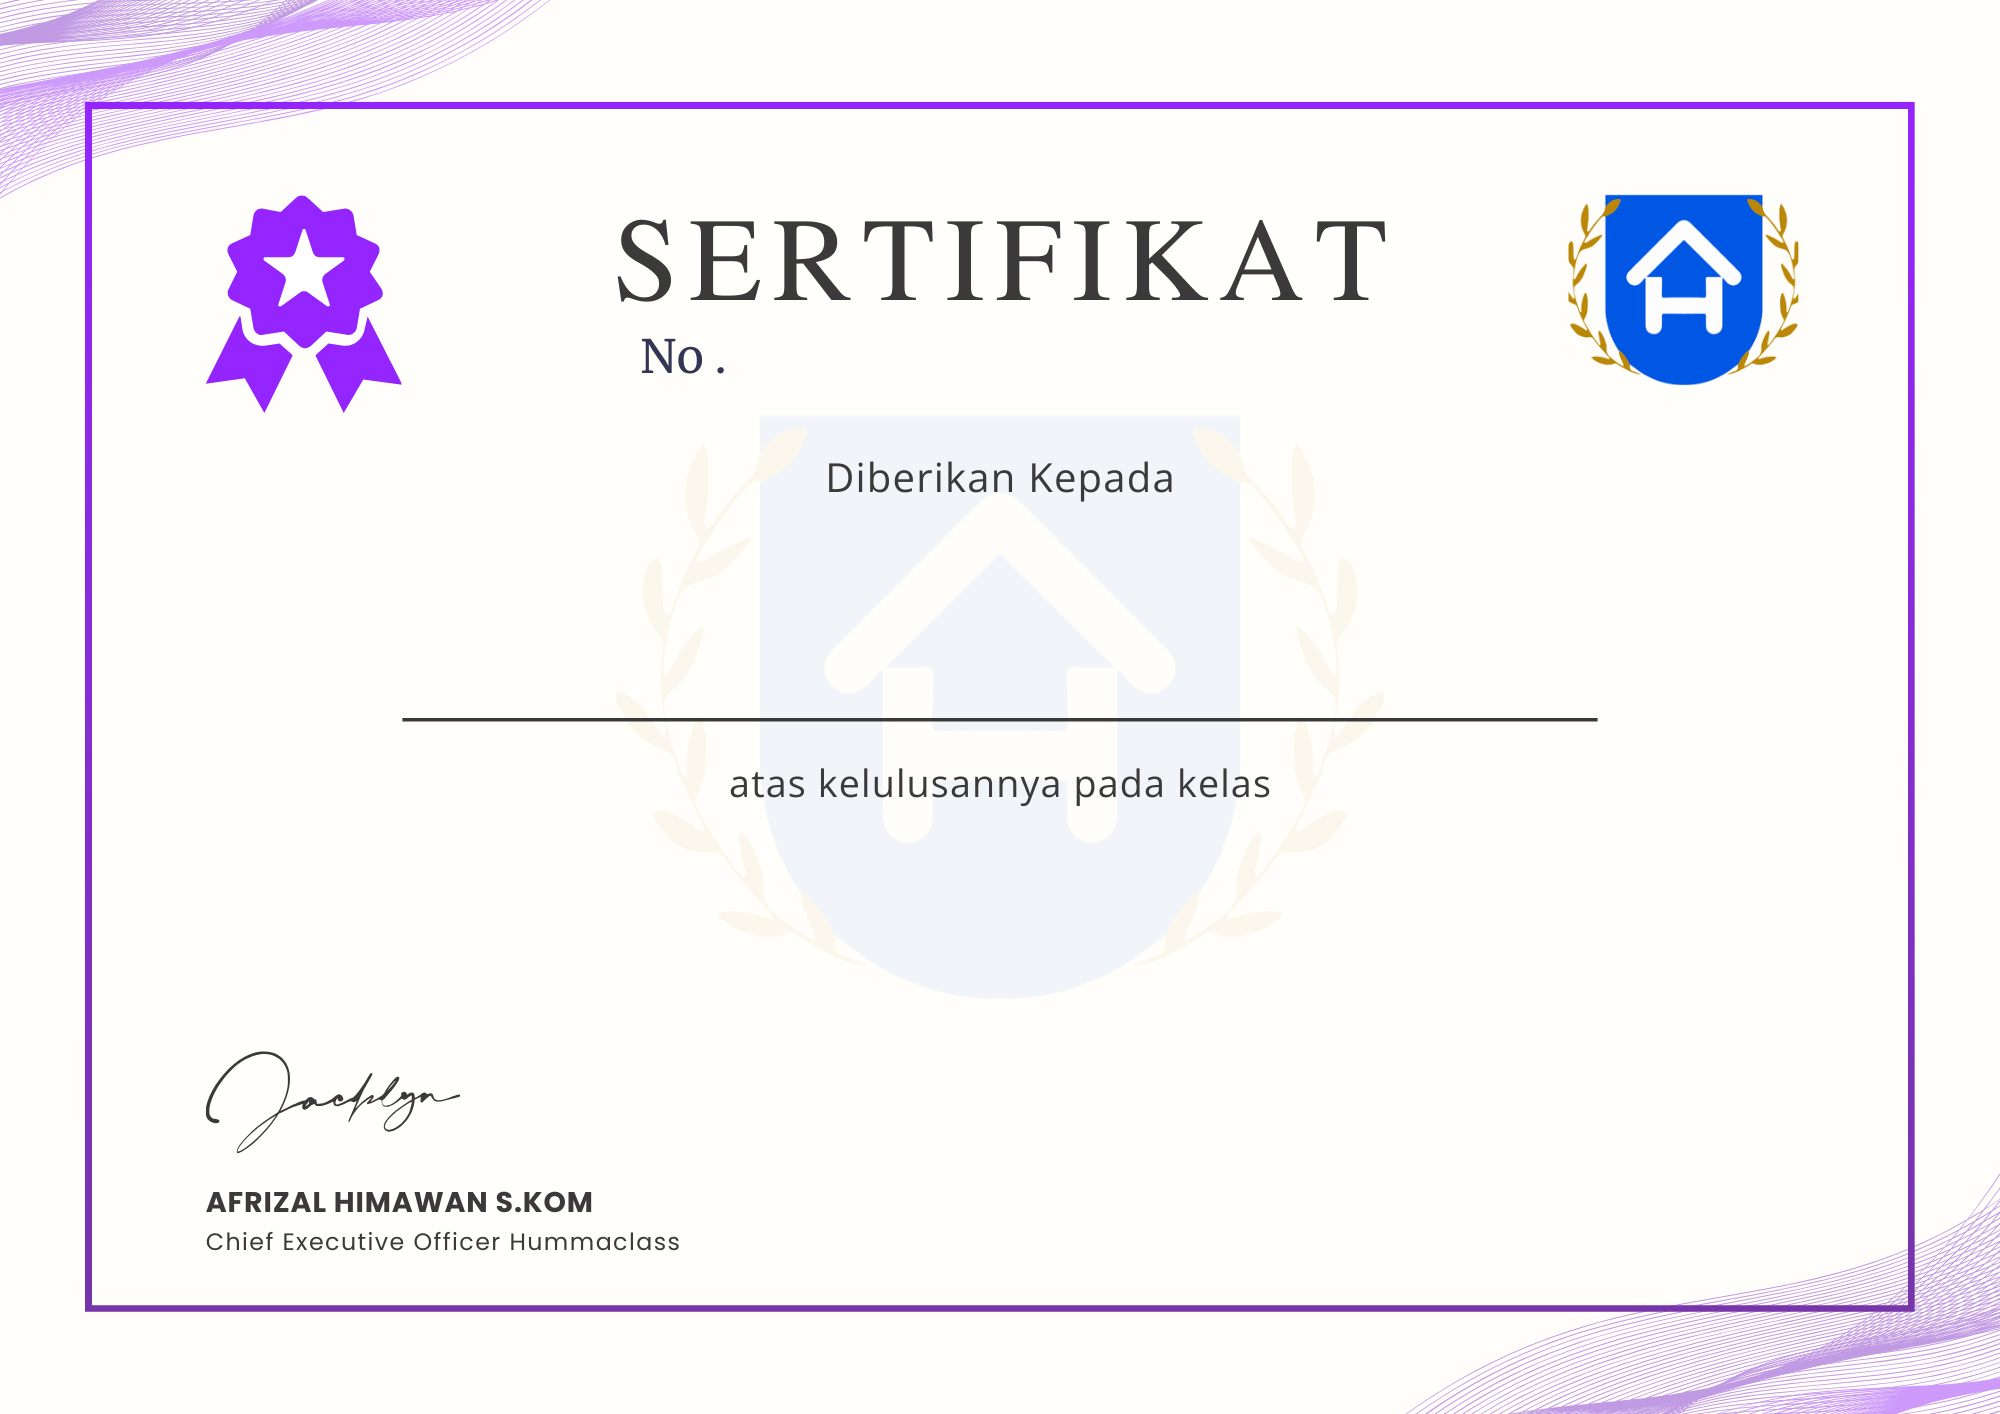 SERTIFIKAT
No .
Diberikan Kepada
atas kelulusannya pada kelas
Jacklyn
AFRIZAL HIMAWAN S.KOM
Chief Executive Officer Hummaclass